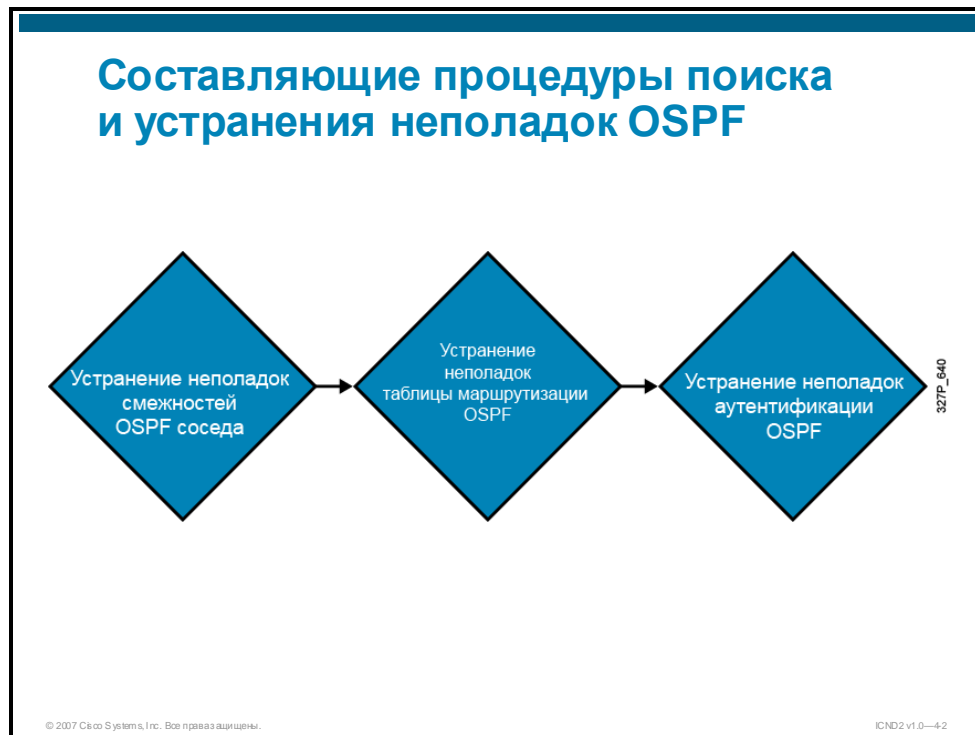 Составляющие процедуры поиска
и устранения неполадок OSPF
Устранение неполадок
смежностей
OSPF соседа
Устранение
неполадок
таблицы маршрутизации
OSPF
Устранение неполадок
аутентификации
OSPF
327P_640
© 2007 Cisco Systems, Inc. Все права защищены.
ICND2 v1.0—4-2